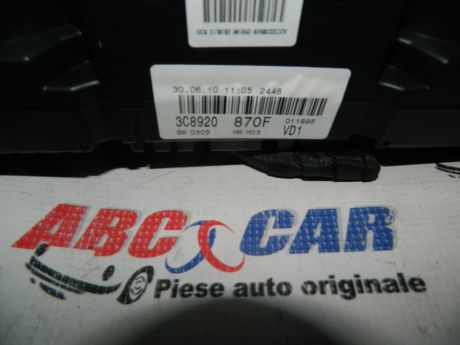 30.06.10 11:05 2448
3C8920 870F 011895
SW 0305 HW H03 VD1
ABC CAR
Piese auto originale